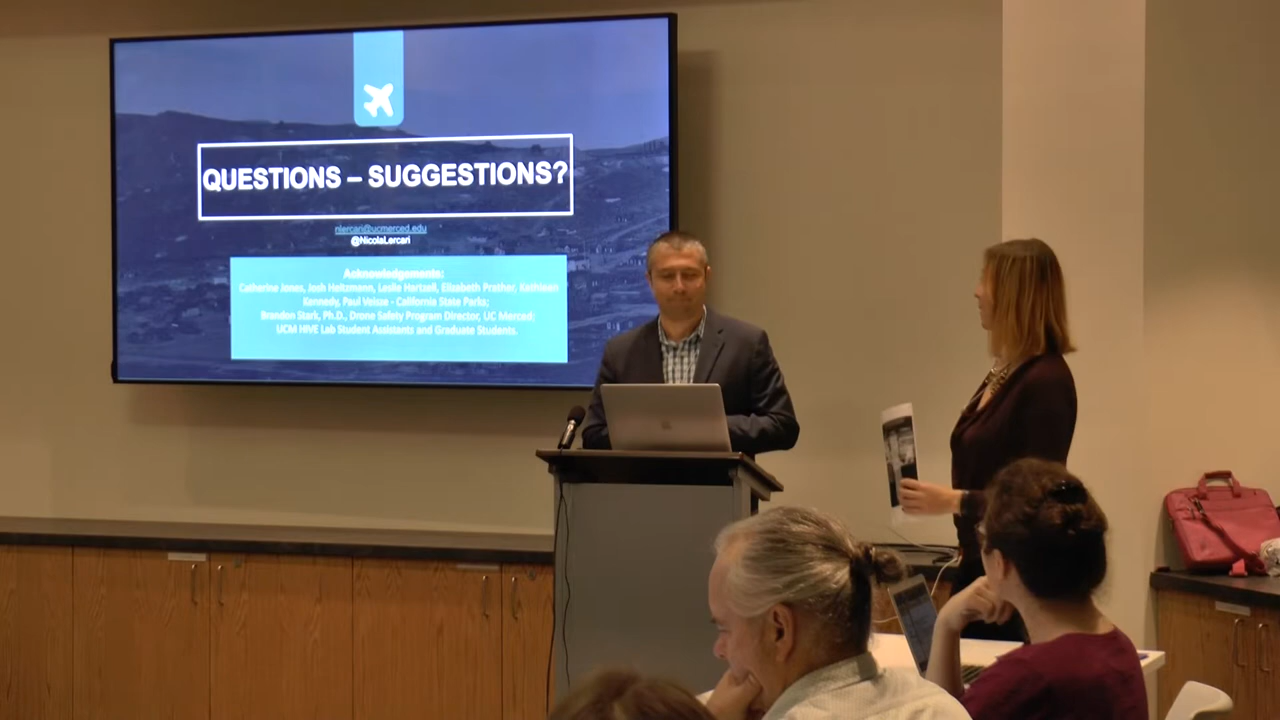 QUESTIONS – SUGGESTIONS?
nlercari@ucmerced.edu
@NicolaLercari
Acknowledgements:
Catherine Jones, Josh Heitzmann, Leslie Hartzell, Elizabeth Prather, Kathleen
Kennedy, Paul Veisze - California State Parks;
Brandon Stark, Ph.D., Drone Safety Program Director, UC Merced;
UCM HIVE Lab Student Assistants and Graduate Students.